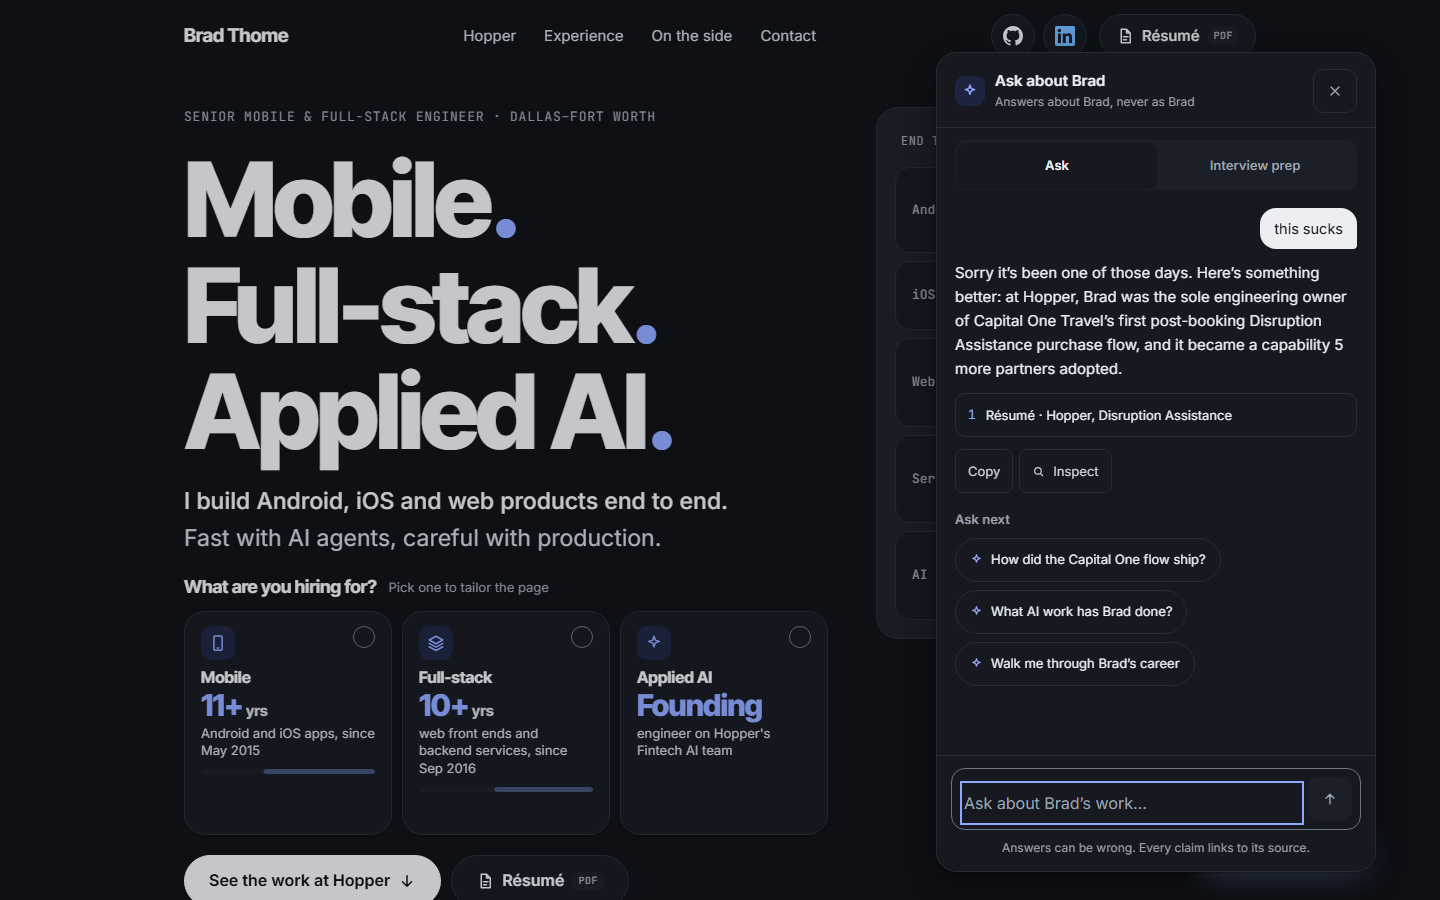 Brad Thome
Hopper
Experience
On the side
Contact
Résumé PDF
SENIOR MOBILE & FULL-STACK ENGINEER · DALLAS–FORT WORTH
Mobile.
Full-stack.
Applied AI.
I build Android, iOS and web products end to end.
Fast with AI agents, careful with production.
What are you hiring for? Pick one to tailor the page
Mobile
11+ yrs
Android and iOS apps, since
May 2015
Full-stack
10+ yrs
web front ends and
backend services, since
Sep 2016
Applied AI
Founding
engineer on Hopper's
Fintech AI team
See the work at Hopper ↓
Résumé PDF
END
And
iOS
Web
Ser
AI
Ask about Brad
Answers about Brad, never as Brad
Ask
Interview prep
this sucks
Sorry it’s been one of those days. Here’s something
better: at Hopper, Brad was the sole engineering owner
of Capital One Travel’s first post-booking Disruption
Assistance purchase flow, and it became a capability 5
more partners adopted.
1 Résumé · Hopper, Disruption Assistance
Copy
Inspect
Ask next
How did the Capital One flow ship?
What AI work has Brad done?
Walk me through Brad’s career
Ask about Brad’s work...
Answers can be wrong. Every claim links to its source.